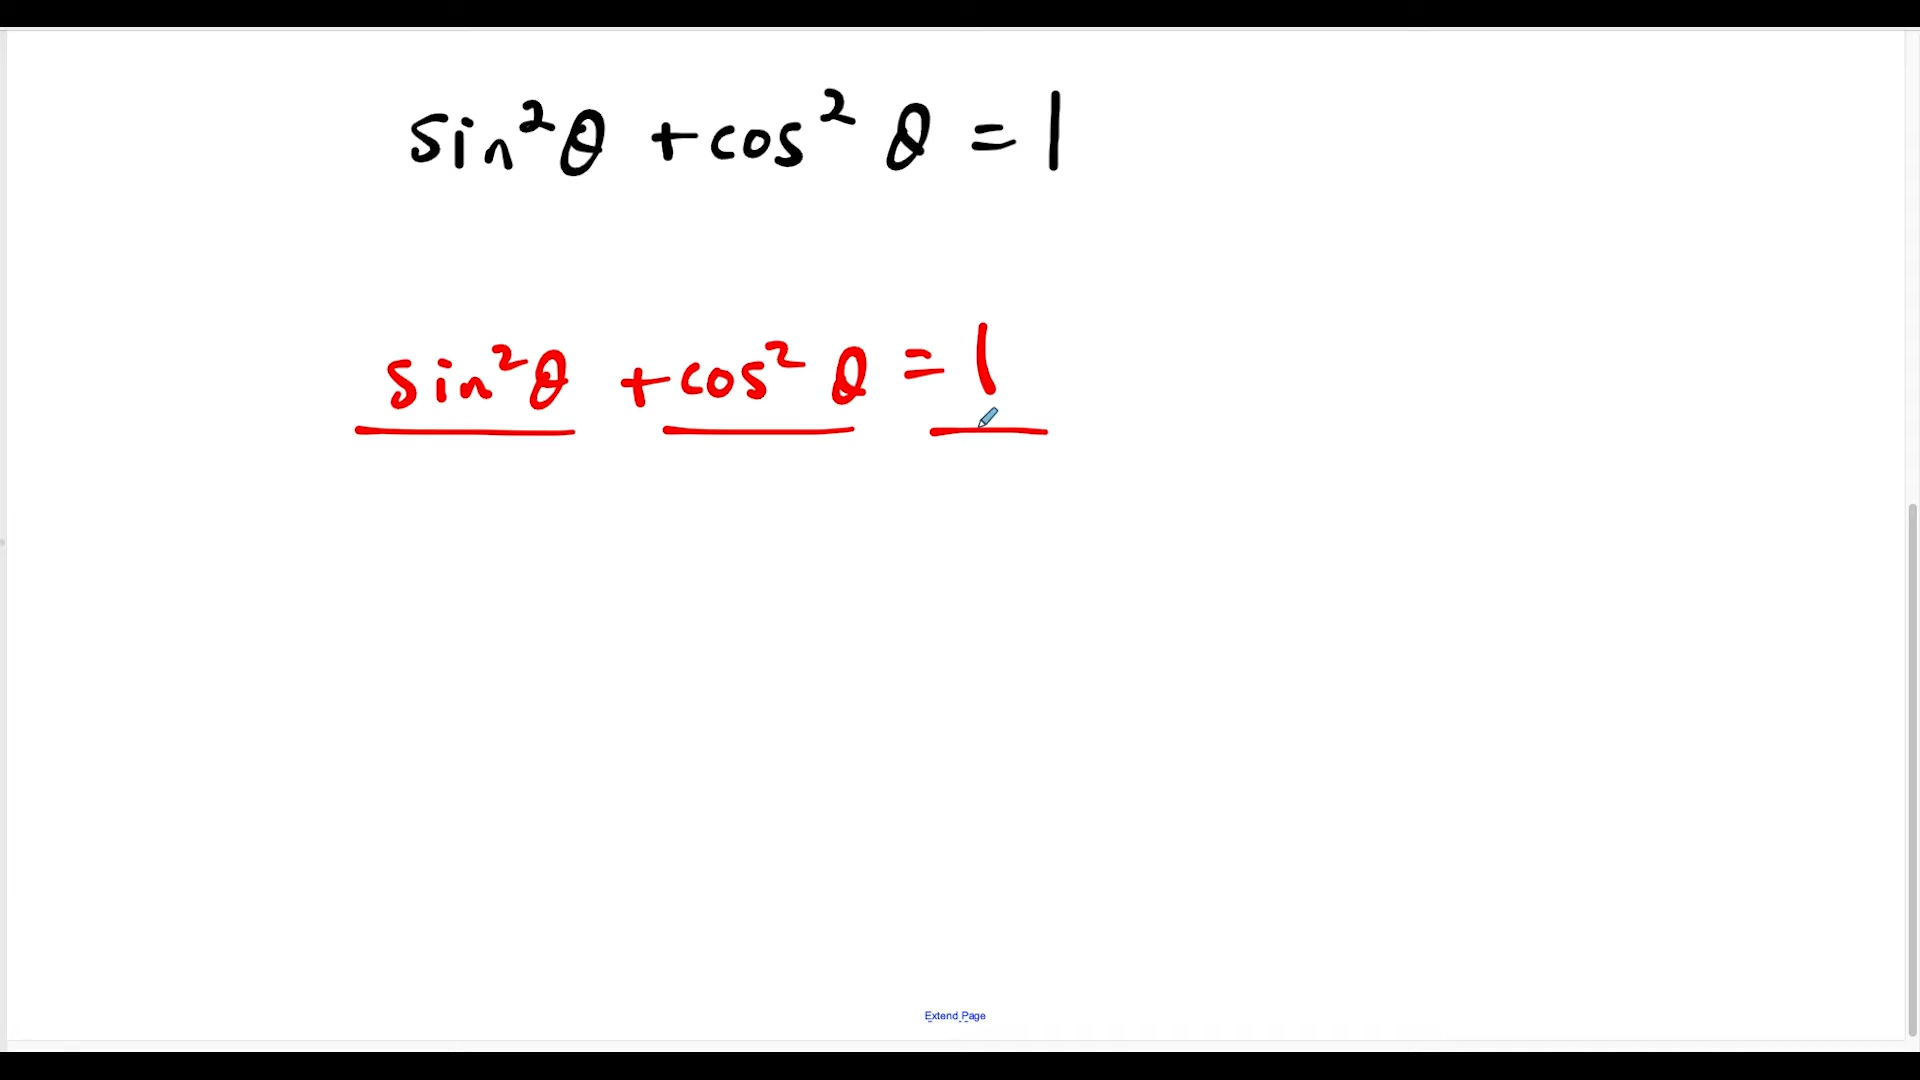 sin²θ + cos² θ = 1
sin²θ + cos² θ = 1
Extend Page